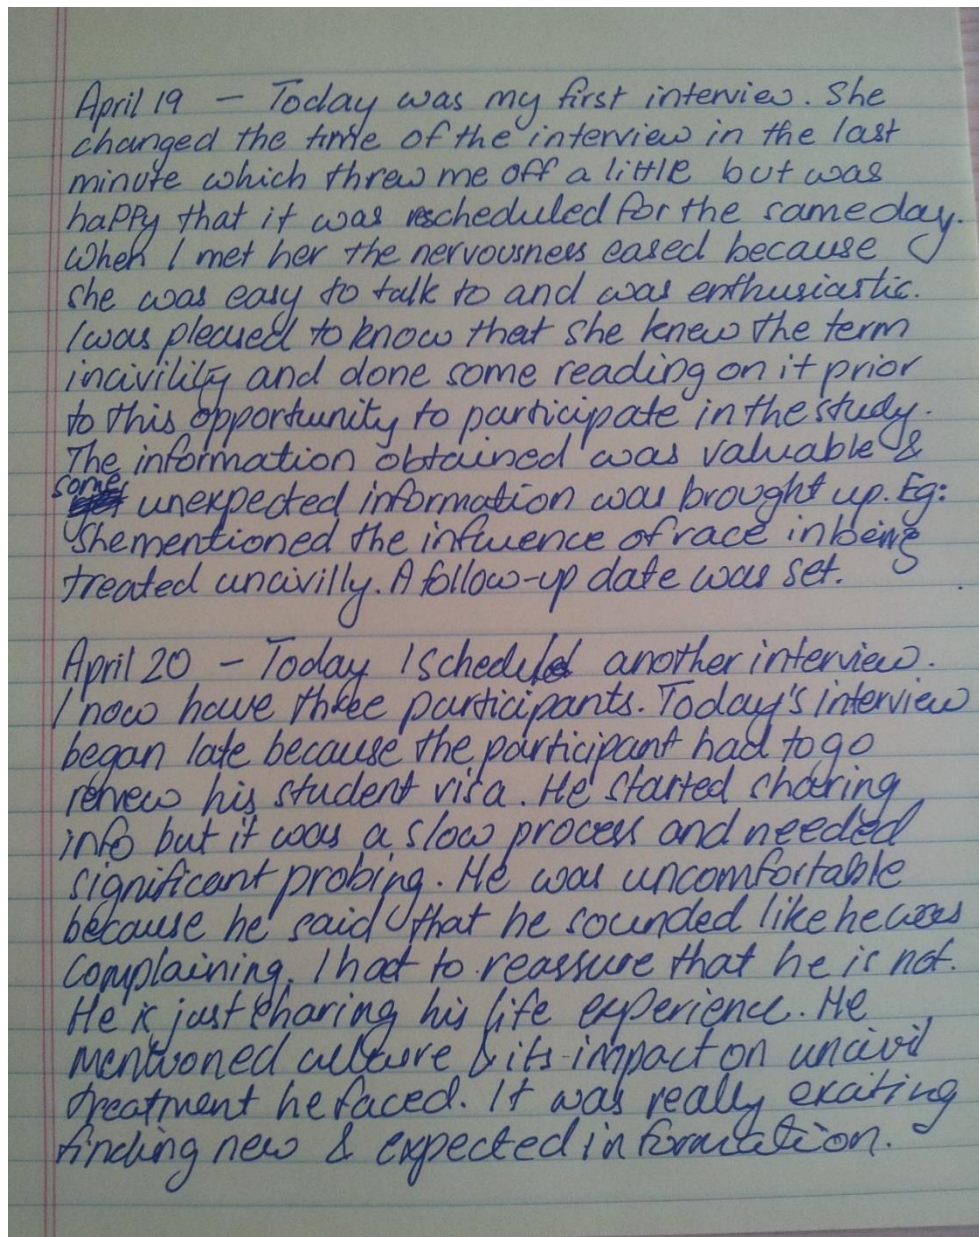 April 19 – Today was my first interview. She
changed the time of the interview in the last
minute which threw me off a little but was
happy that it was rescheduled for the same day.
When I met her the nervousness eased because
she was easy to talk to and was enthusiastic.
I was pleased to know that she knew the term
incivility and done some reading on it prior
to this opportunity to participate in the study.
The information obtained was valuable &
some unexpected information was brought up. Eg:
She mentioned the influence of race in being
treated uncivilly. A follow-up date was set.
April 20 – Today I scheduled another interview.
I now have three participants. Today's interview
began late because the participant had to go
renew his student visa. He started sharing
info but it was a slow process and needed
significant probing. He was uncomfortable
because he said that he sounded like he was
complaining. I had to reassure that he is not.
He is just sharing his life experience. He
mentioned culture & its impact on uncivil
treatment he faced. It was really exciting
finding new & expected information.